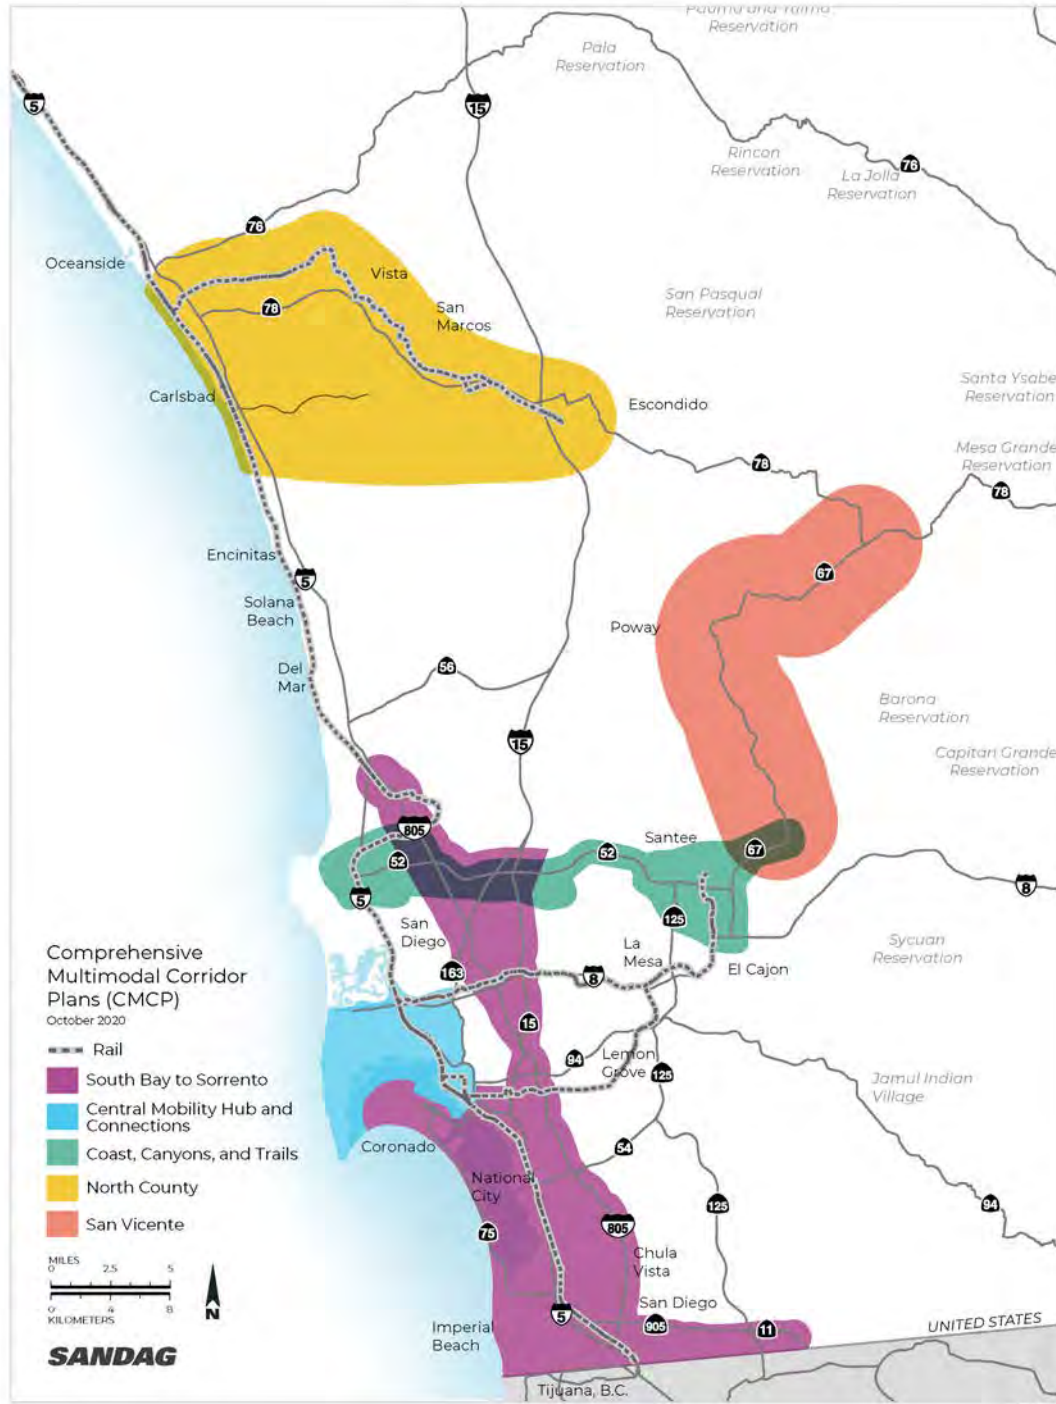 Pauma and Yuima
Reservation
Pala
Reservation
5
15
Rincon
Reservation
76
La Jolla
Reservation
76
Oceanside
Vista
San Pasqual
Reservation
78
San
Marcos
Santa Ysabe
Reservation
Carlsbad
Escondido
Mesa Grande
Reservation
78
78
Encinitas
5
67
Solana
Beach
Poway
56
Del
Mar
Barona
Reservation
15
Capitan Grande
Reservation
805
Santee
52
52
67
8
5
125
San
Diego
La
Mesa
Sycuan
Reservation
El Cajon
163
8
Comprehensive
Multimodal Corridor
Plans (CMCP)
October 2020
15
Rail
94
Lemon
Grove
125
South Bay to Sorrento
Jamul Indian
Village
Central Mobility Hub and
Connections
Coronado
54
Coast, Canyons, and Trails
National
City
North County
125
94
San Vicente
75
805
Chula
Vista
MILES
0 2.5 5
0 4 8
KILOMETERS
N
San Diego
5
905
11
UNITED STATES
Imperial
Beach
SANDAG
Tijuana, B.C.